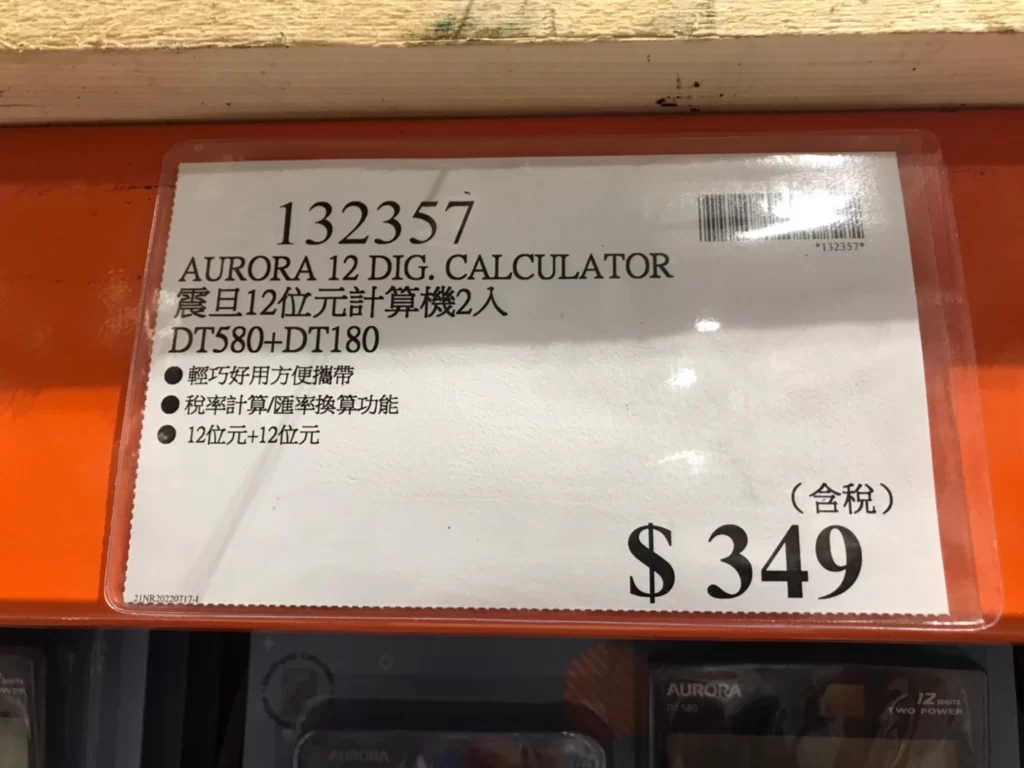 132357
*132357*
AURORA 12 DIG. CALCULATOR
震旦12位元計算機2入
DT580+DT180
●輕巧好用方便攜帶
●稅率計算/匯率換算功能
● 12位元+12位元
（含稅）
$ 349
21NR20220717-1
AURORA
DT580
12 DIGITS
TWO POWER
AURORA